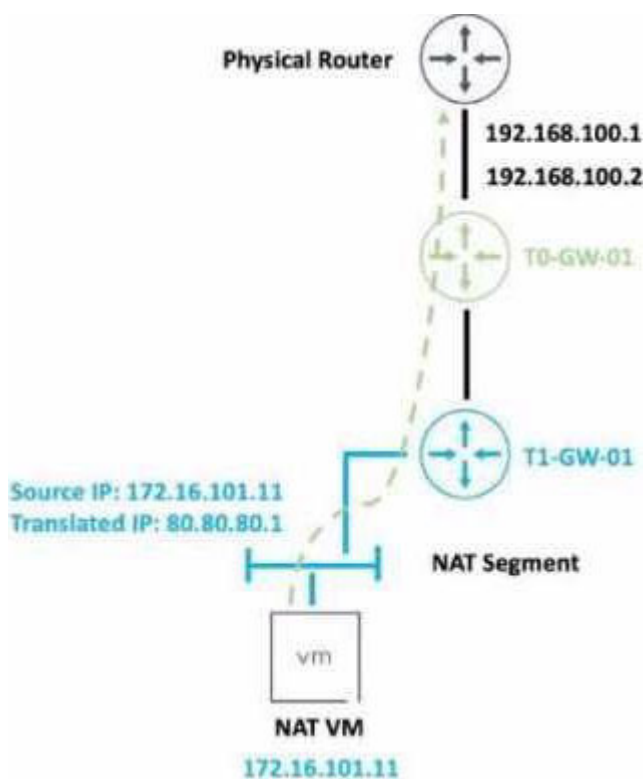 Physical Router
192.168.100.1
192.168.100.2
T0-GW-01
T1-GW-01
Source IP: 172.16.101.11
Translated IP: 80.80.80.1
NAT Segment
vm
NAT VM
172.16.101.11